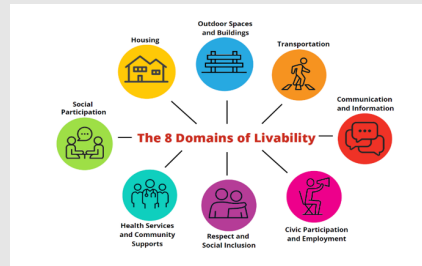 Outdoor Spaces
and Buildings
Housing
Transportation
Social
Participation
Communication
and Information
The 8 Domains of Livability
Health Services
and Community
Supports
Respect and
Social Inclusion
Civic Participation
and Employment